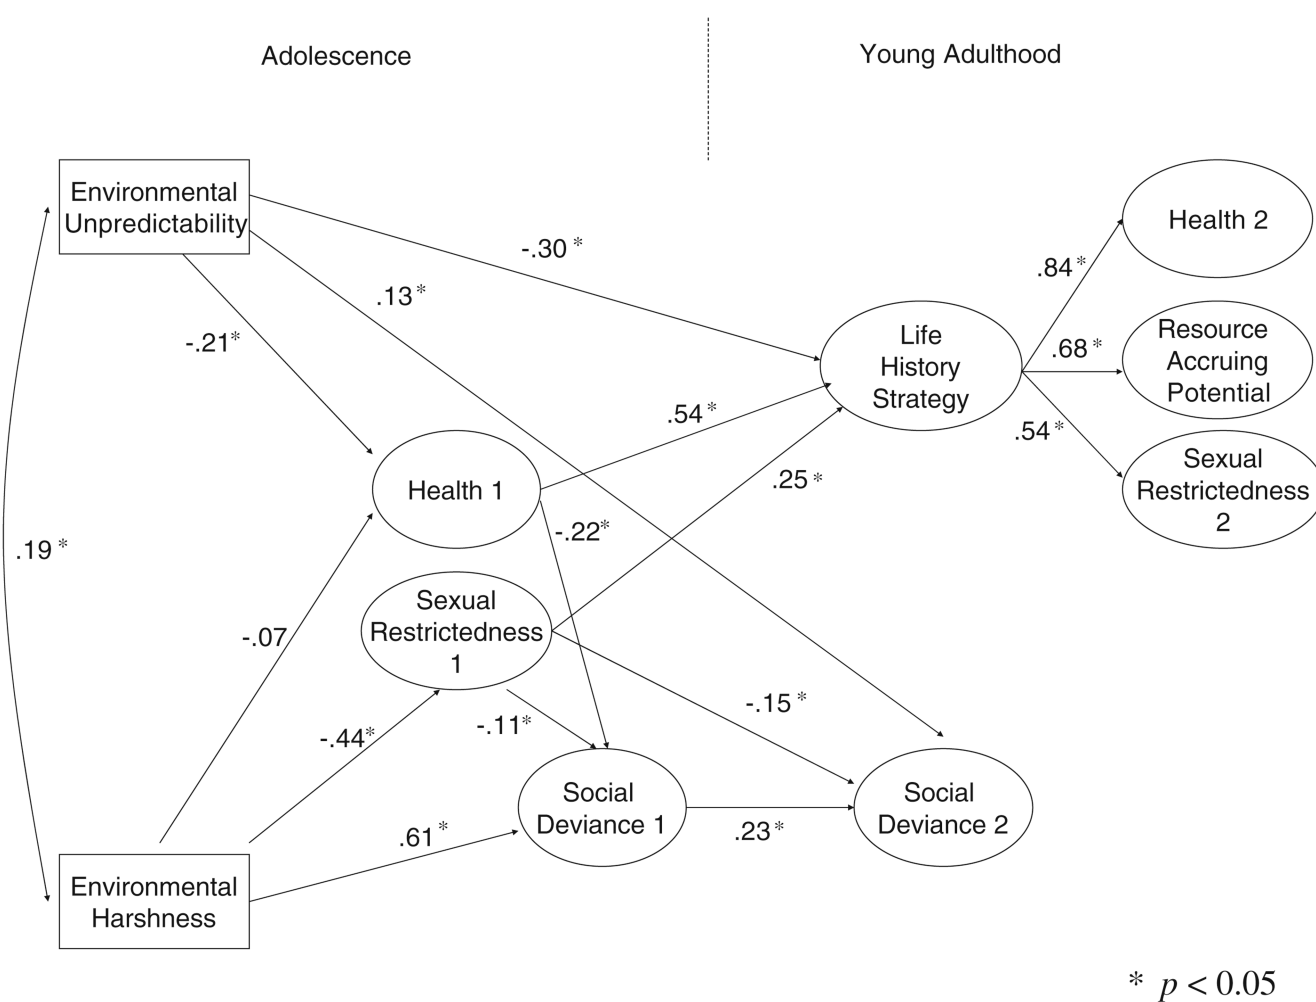 Adolescence
Young Adulthood
Environmental
Unpredictability
Health 2
-.30 *
.84*
.13*
-.21*
Life
History
Strategy
.68 *
Resource
Accruing
Potential
.54 *
.54*
Sexual
Restrictedness
2
Health 1
.25 *
-.22*
.19 *
Sexual
Restrictedness
1
-.07
-.15 *
-.44*
-.11*
Social
Deviance 1
.23*
Social
Deviance 2
.61 *
Environmental
Harshness
* p < 0.05